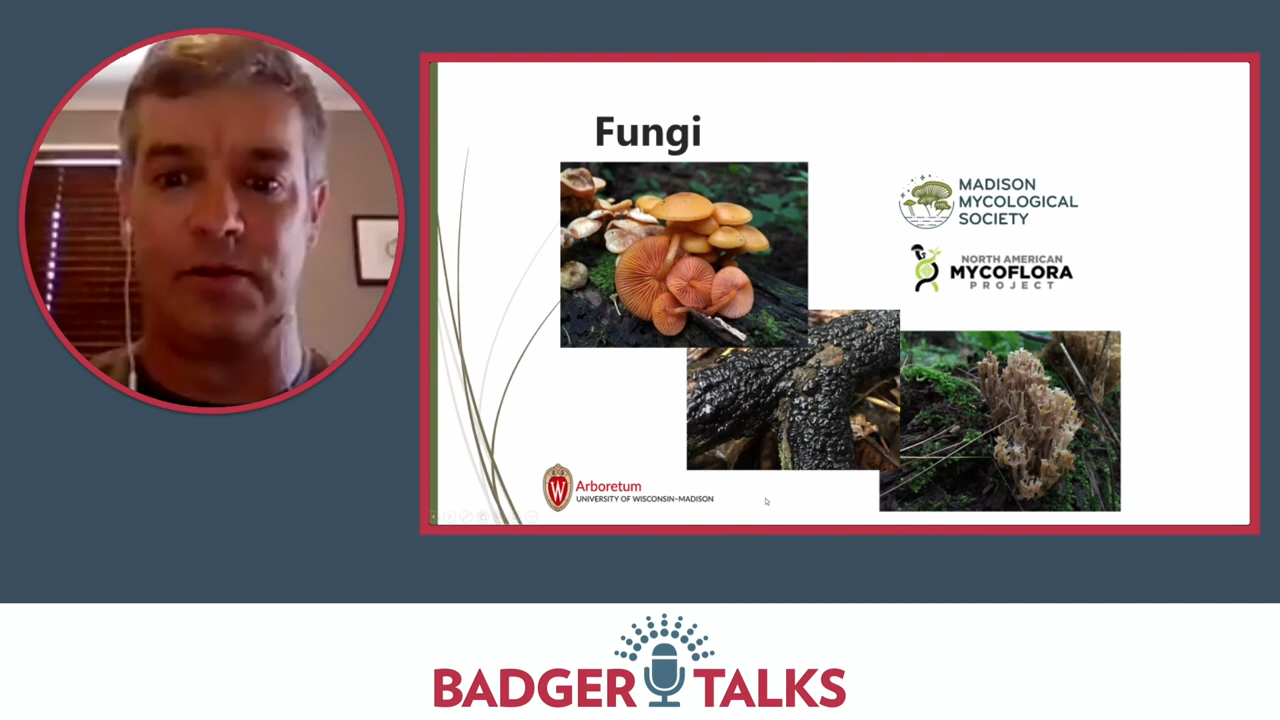 Fungi
MADISON
MYCOLOGICAL
SOCIETY
NORTH AMERICAN
MYCOFLORA
PROJECT
W
Arboretum
UNIVERSITY OF WISCONSIN–MADISON
BADGER TALKS